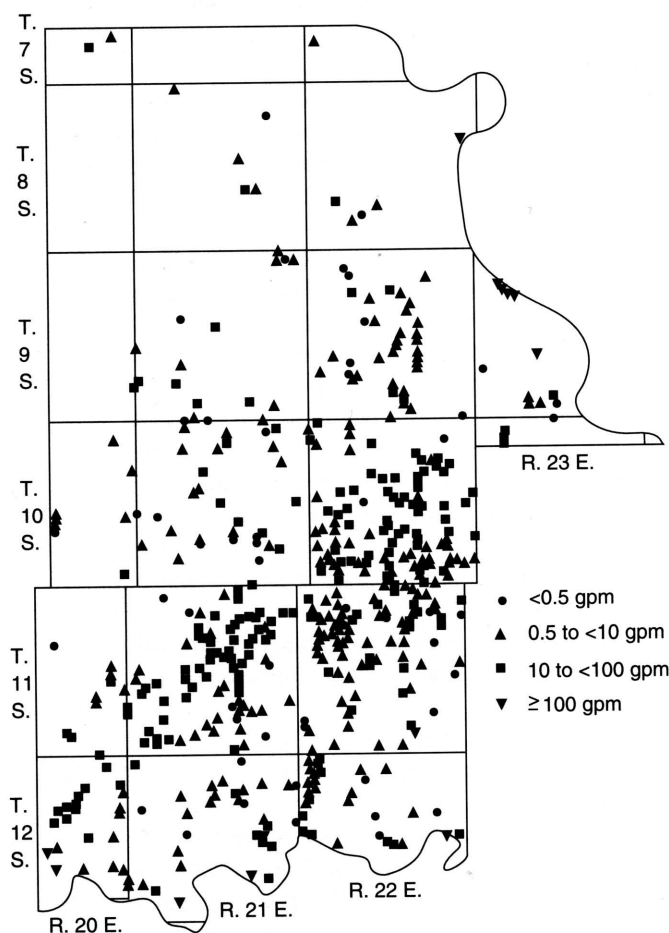 T.
7
S.
T.
8
S.
T.
9
S.
R. 23 E.
T.
10
S.
<0.5 gpm
0.5 to <10 gpm
10 to <100 gpm
≥100 gpm
T.
11
S.
T.
12
S.
R. 20 E.
R. 21 E.
R. 22 E.